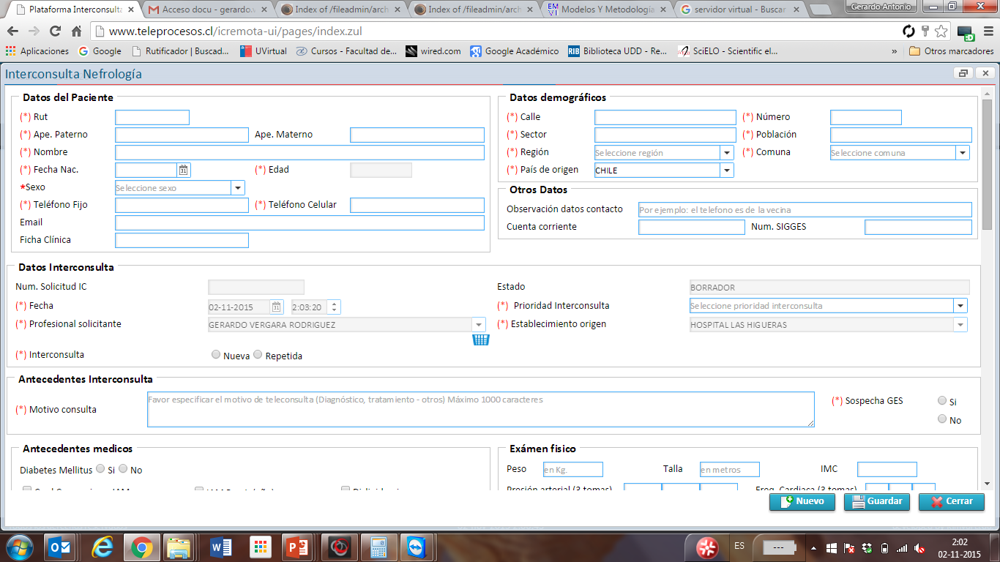 Plataforma Interconsulta
Acceso docu - gerardo.v
Index of /fileadmin/arch
Index of /fileadmin/arch
Modelos Y Metodología
servidor virtual - Buscar
Gerardo Antonio
www.teleprocesos.cl/icremota-ui/pages/index.zul
Aplicaciones
Google
Rutificador | Buscad...
UVirtual
Cursos - Facultad de...
wired.com
Google Académico
Biblioteca UDD - Re...
SciELO - Scientific el...
» Otros marcadores
Interconsulta Nefrología
Datos del Paciente
(*) Rut
(*) Ape. Paterno Ape. Materno
(*) Nombre
(*) Fecha Nac. 31 (*) Edad
*Sexo Seleccione sexo
(*) Teléfono Fijo (*) Teléfono Celular
Email
Ficha Clínica
Datos demográficos
(*) Calle (*) Número
(*) Sector (*) Población
(*) Región Seleccione región (*) Comuna Seleccione comuna
(*) País de origen CHILE
Otros Datos
Observación datos contacto Por ejemplo: el telefono es de la vecina
Cuenta corriente Num. SIGGES
Datos Interconsulta
Num. Solicitud IC Estado BORRADOR
(*) Fecha 02-11-2015 31 2:03:20 (*) Prioridad Interconsulta Seleccione prioridad interconsulta
(*) Profesional solicitante GERARDO VERGARA RODRIGUEZ (*) Establecimiento origen HOSPITAL LAS HIGUERAS
(*) Interconsulta Nueva Repetida
Antecedentes Interconsulta
(*) Motivo consulta Favor especificar el motivo de teleconsulta (Diagnóstico, tratamiento - otros) Máximo 1000 caracteres
(*) Sospecha GES Si
No
Antecedentes medicos
Diabetes Mellitus Si No
Exámen fisico
Peso en Kg. Talla en metros IMC
Presión arterial (3 tomas) Freq. Cardiaca (3 tomas)
Nuevo Guardar Cerrar
ES
2:02
02-11-2015